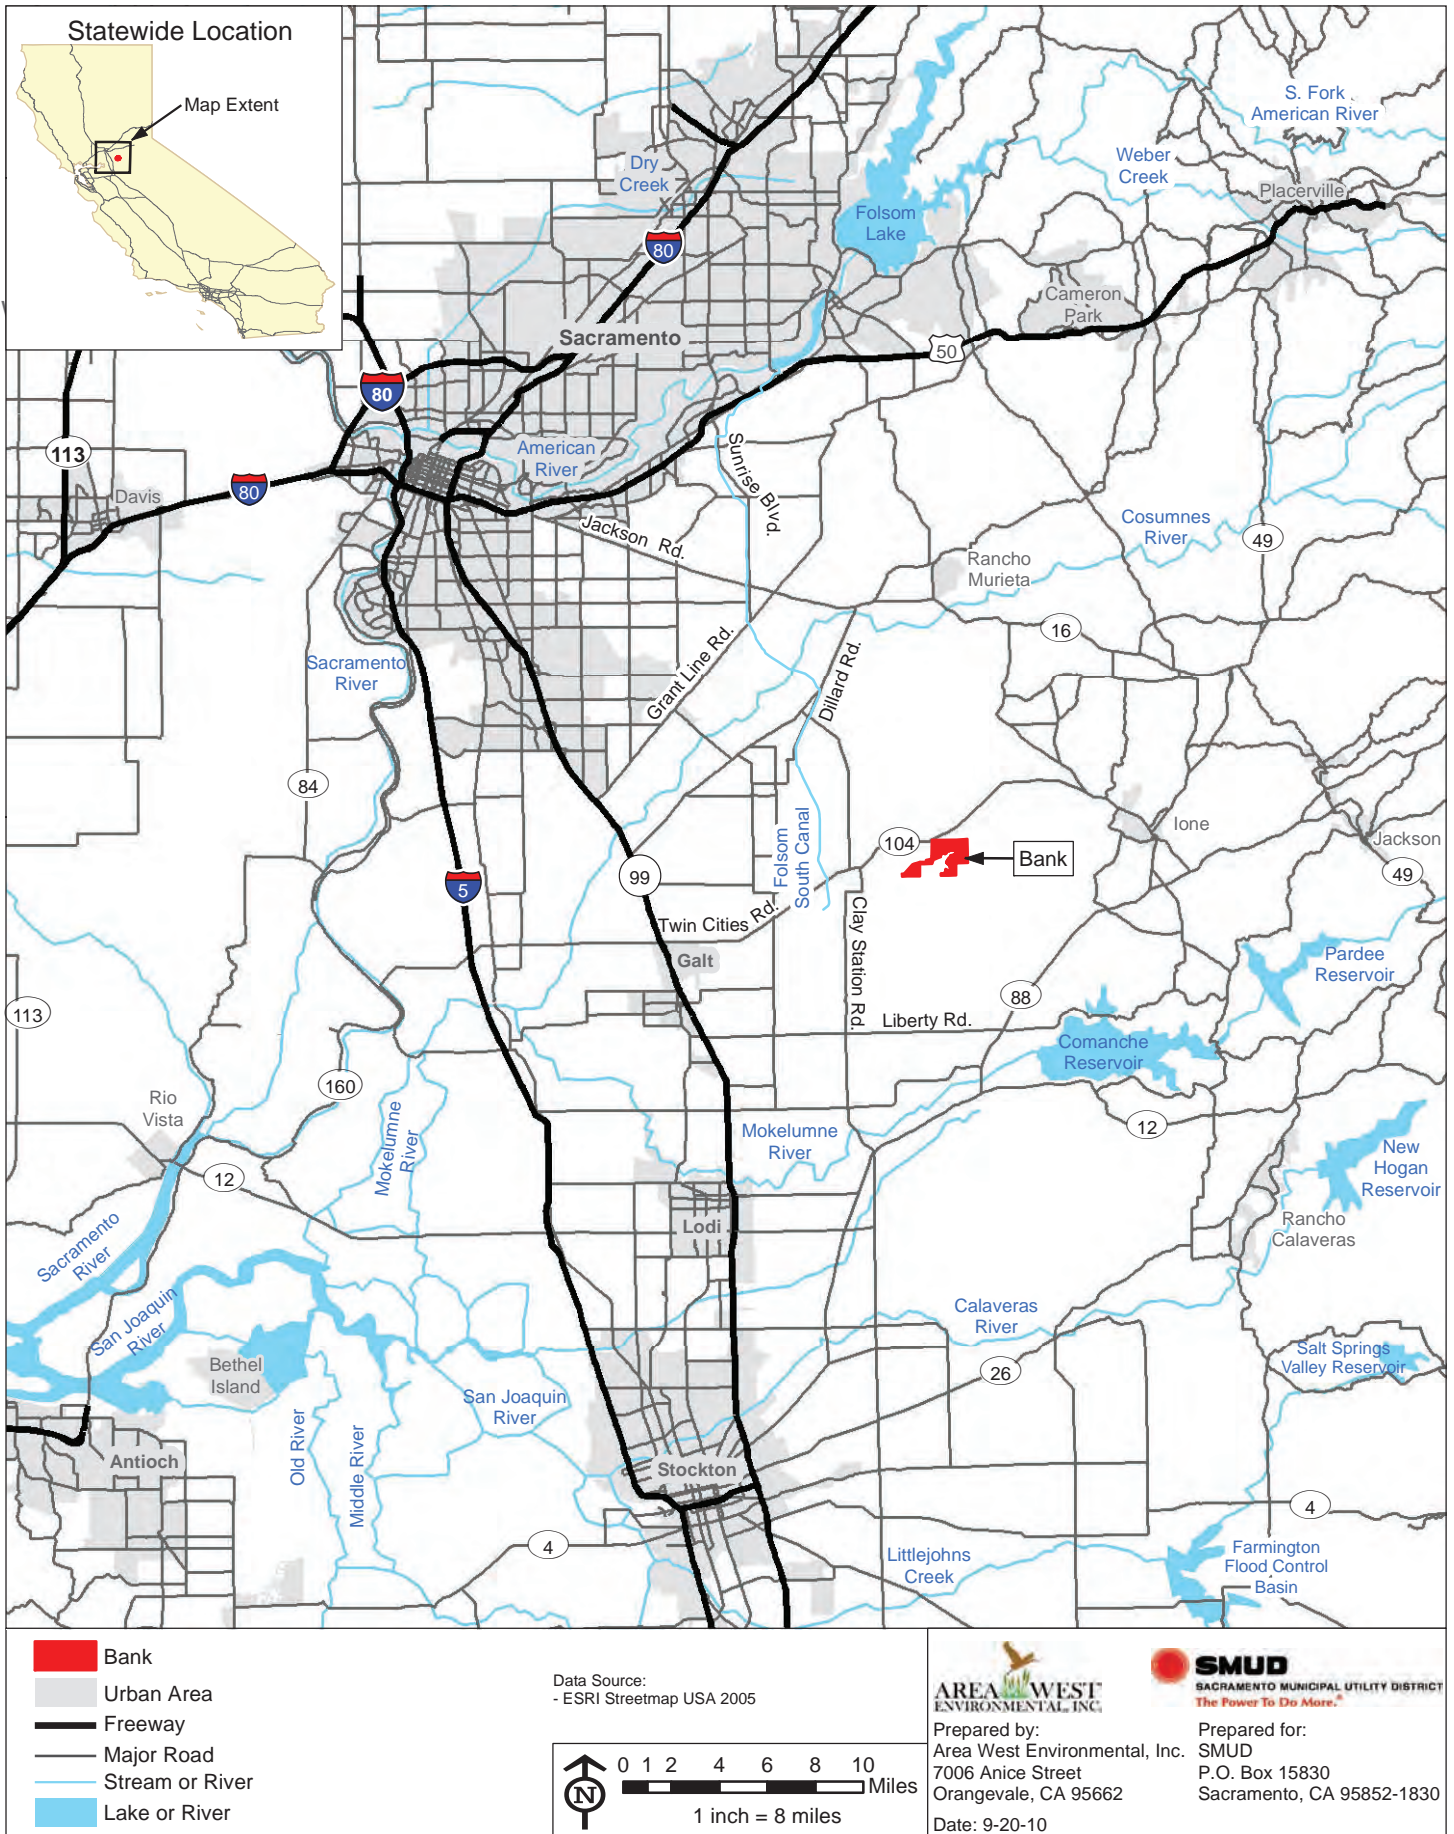 Statewide Location
Map Extent
S. Fork
American River
Weber
Creek
Placerville
Dry
Creek
Folsom
Lake
80
Cameron
Park
Sacramento
50
80
113
American
River
Sunrise Blvd.
80
Davis
Jackson Rd.
Cosumnes
River
49
Rancho
Murieta
16
Sacramento
River
Grant Line Rd.
Dillard Rd.
84
Folsom
South Canal
104
Bank
Ione
Jackson
49
5
99
Twin Cities Rd.
Clay Station Rd.
Galt
Pardee
Reservoir
88
113
Liberty Rd.
Comanche
Reservoir
160
Rio
Vista
Mokelumne
River
Mokelumne
River
12
New
Hogan
Reservoir
12
Sacramento
River
Lodi
Rancho
Calaveras
San Joaquin
River
Calaveras
River
Bethel
Island
Salt Springs
Valley Reservoir
26
San Joaquin
River
Old River
Middle River
Antioch
Stockton
4
4
Littlejohns
Creek
Farmington
Flood Control
Basin
Bank
Urban Area
Freeway
Major Road
Stream or River
Lake or River
Data Source:
- ESRI Streetmap USA 2005
N
0 1 2 4 6 8 10
Miles
1 inch = 8 miles
AREA WEST
ENVIRONMENTAL, INC.
SMUD
SACRAMENTO MUNICIPAL UTILITY DISTRICT
The Power To Do More.®
Prepared by:
Area West Environmental, Inc.
7006 Anice Street
Orangevale, CA 95662
Date: 9-20-10
Prepared for:
SMUD
P.O. Box 15830
Sacramento, CA 95852-1830